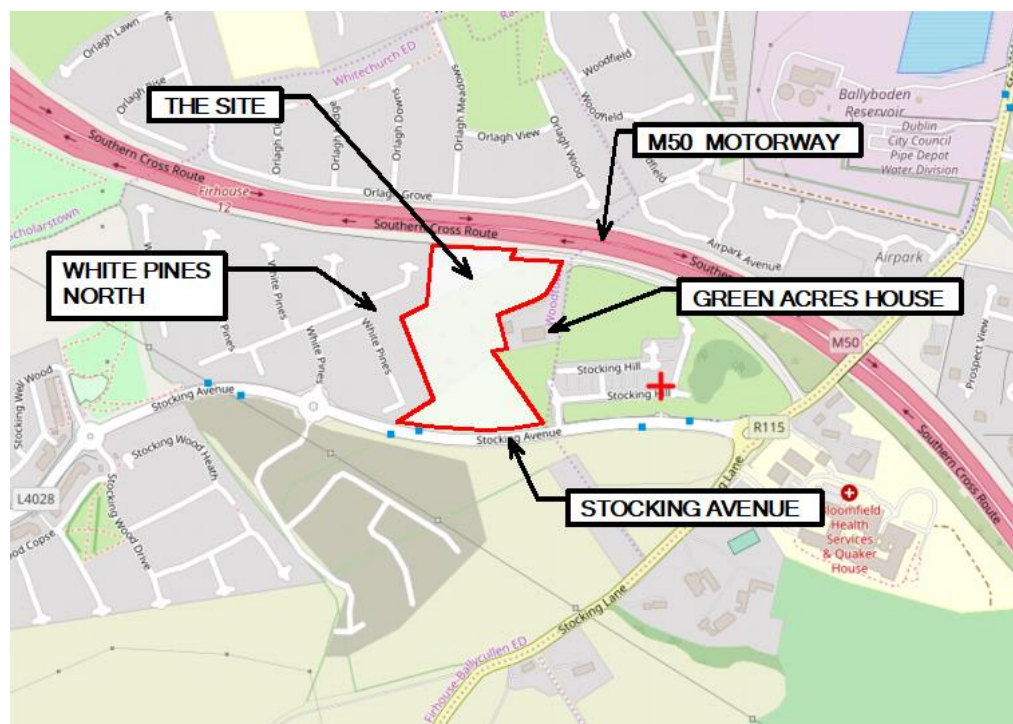 Orlagh Lawn
Orlagh Rise
Whitechurch ED
Orlagh Downs
Orlagh Meadows
Orlagh View
Orlagh Wood
Orlagh Grove
Woodfield
Woodfield
Woodfield
Ballyboden
Reservoir
Dublin
City Council
Pipe Depot
Water Division
THE SITE
M50 MOTORWAY
Southern Cross Route
Firhouse
12
Southern Cross Route
Scholarstown
Airpark Avenue
Airpark
WHITE PINES
NORTH
GREEN ACRES HOUSE
White Pines
White Pines
White Pines
M50
Prospect View
Stocking Hill
Stocking Hill
Stocking Well Wood
Stocking Avenue
Stocking Avenue
R115
Stocking Wood Heath
Southern Cross Route
L4028
STOCKING AVENUE
Stocking Wood Drive
Bloomfield
Health
Services
& Quaker
House
Stocking Lane
Firhouse-Ballycullen ED